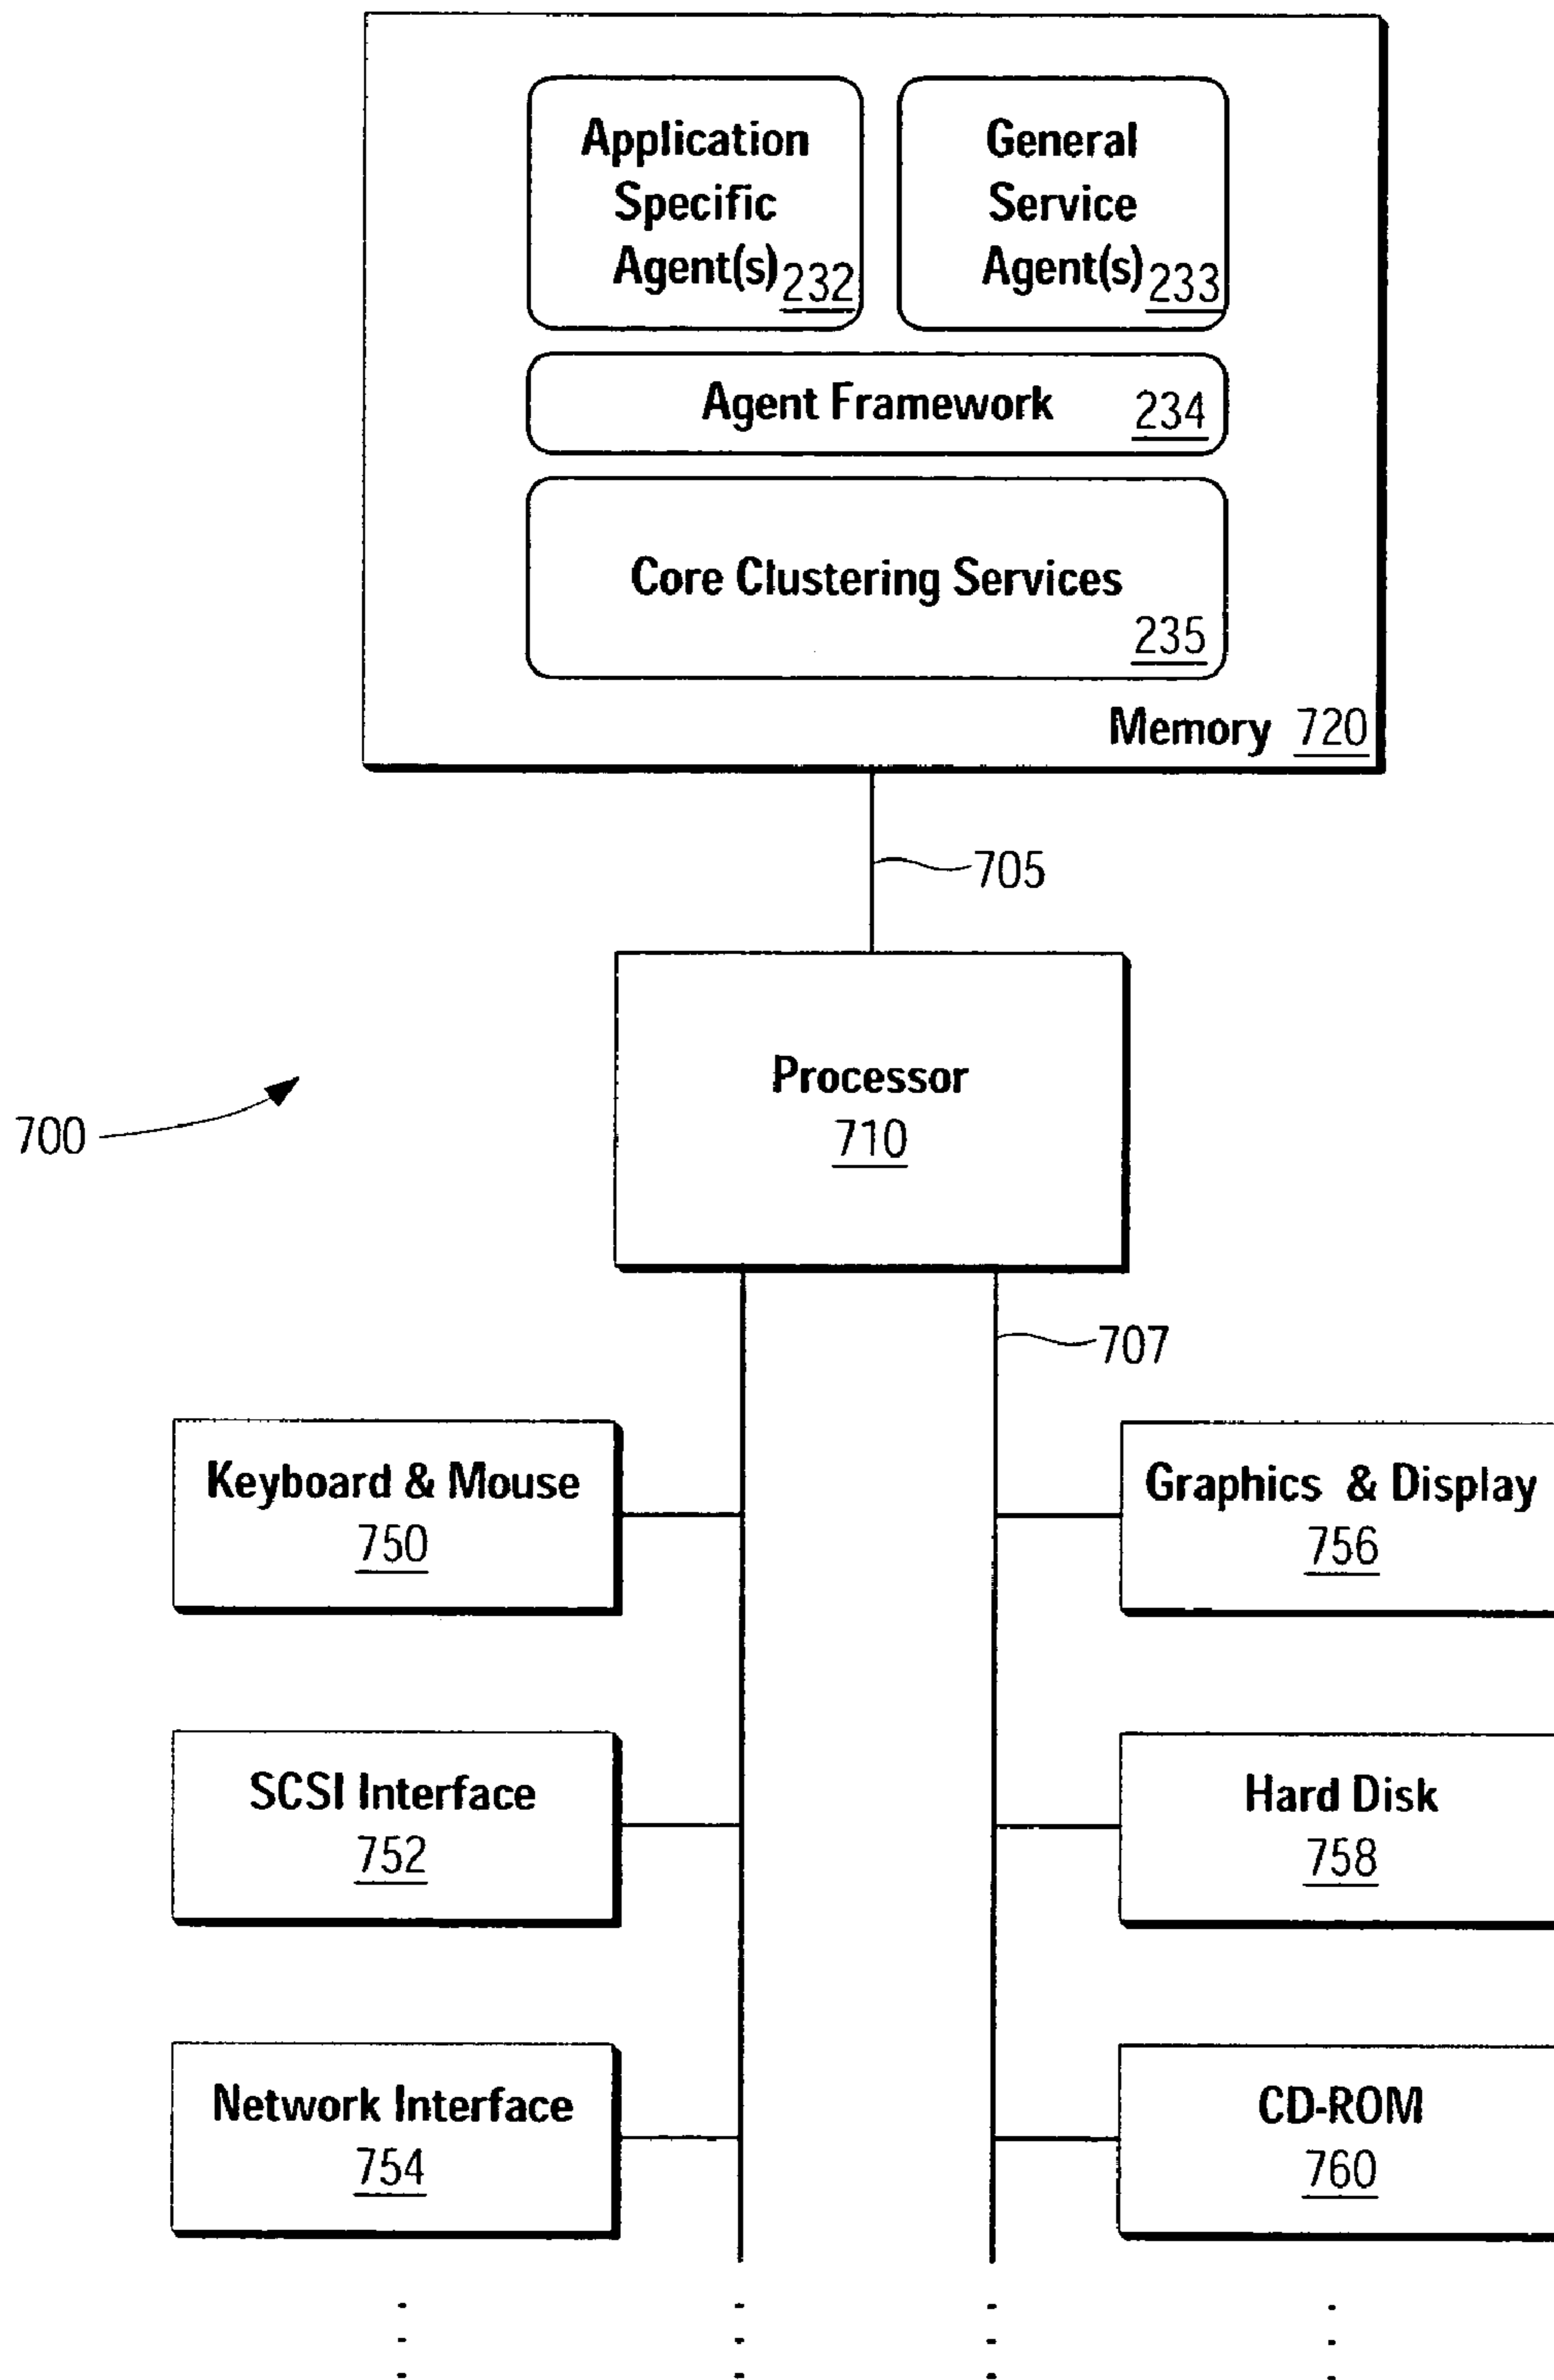 Application
Specific
Agent(s) 232
General
Service
Agent(s) 233
Agent Framework 234
Core Clustering Services
235
Memory 720
705
Processor
710
700
707
Keyboard & Mouse
750
Graphics & Display
756
SCSI Interface
752
Hard Disk
758
Network Interface
754
CD-ROM
760